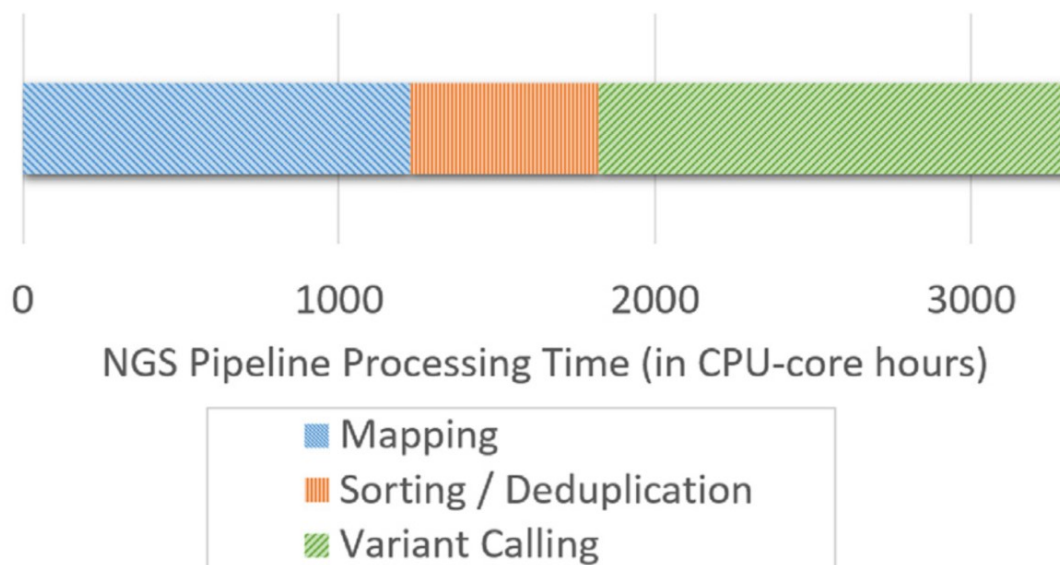 0 1000 2000 3000
NGS Pipeline Processing Time (in CPU-core hours)
Mapping
Sorting / Deduplication
Variant Calling